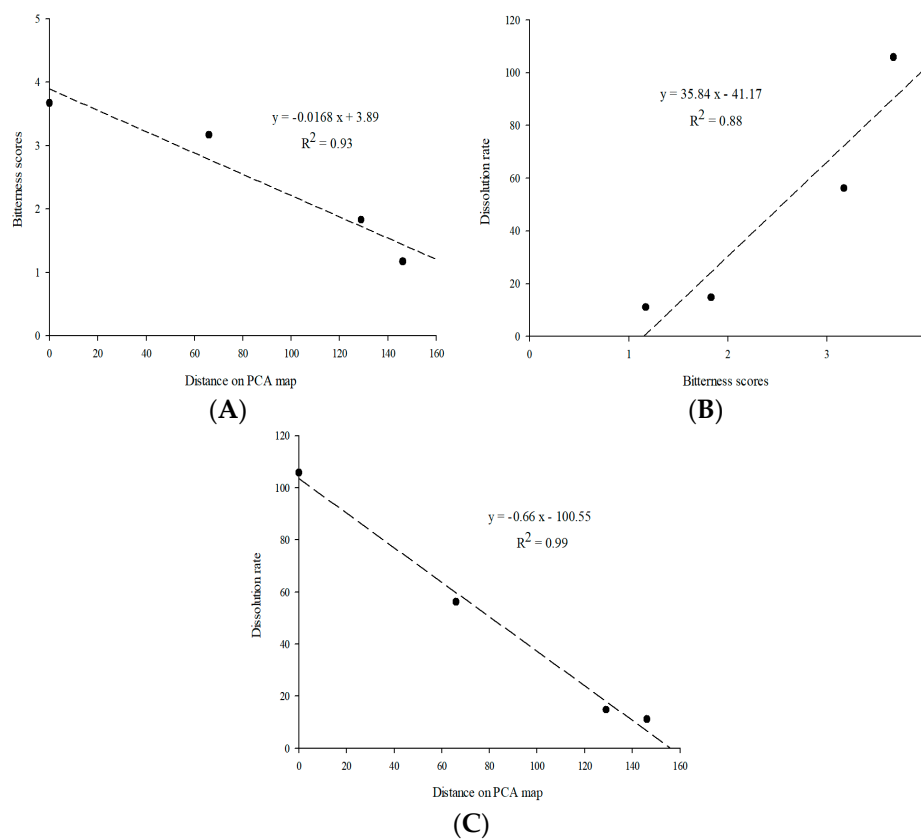 5
4
3
2
1
0
Bitterness scores
y = -0.0168 x + 3.89
R2 = 0.93
0 20 40 60 80 100 120 140 160
Distance on PCA map
(A)
120
100
80
60
40
20
0
Dissolution rate
y = 35.84 x - 41.17
R2 = 0.88
0 1 2 3
Bitterness scores
(B)
120
100
80
60
40
20
0
Dissolution rate
y = -0.66 x - 100.55
R2 = 0.99
0 20 40 60 80 100 120 140 160
Distance on PCA map
(C)